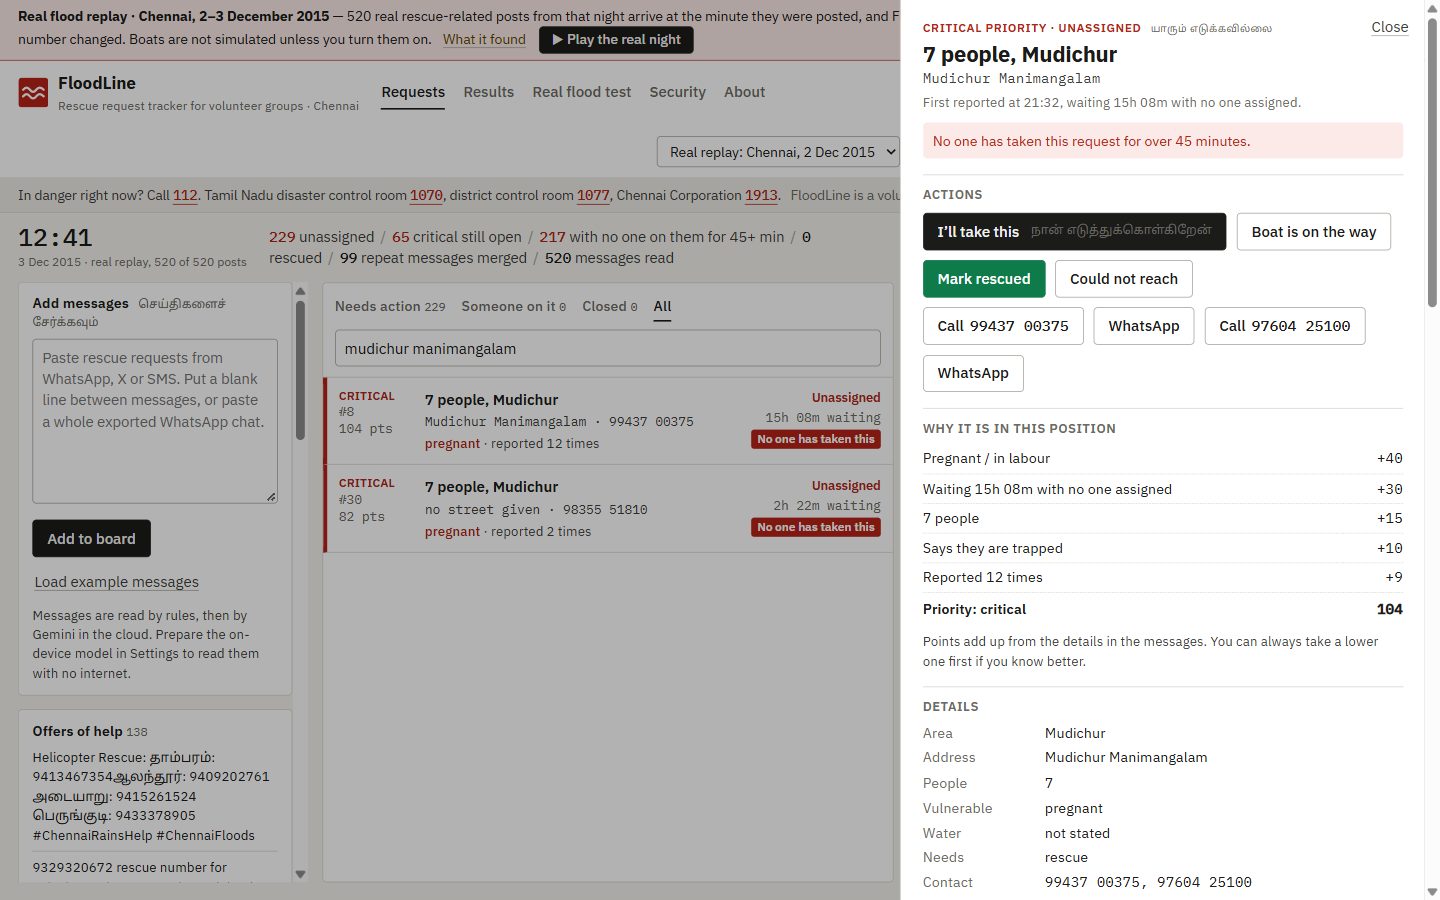 Real flood replay · Chennai, 2–3 December 2015 — 520 real rescue-related posts from that night arrive at the minute they were posted, and F
number changed. Boats are not simulated unless you turn them on. What it found ▶ Play the real night
FloodLine
Rescue request tracker for volunteer groups · Chennai
Requests Results Real flood test Security About
Real replay: Chennai, 2 Dec 2015
In danger right now? Call 112. Tamil Nadu disaster control room 1070, district control room 1077, Chennai Corporation 1913. FloodLine is a volu
12:41
3 Dec 2015 · real replay, 520 of 520 posts
229 unassigned / 65 critical still open / 217 with no one on them for 45+ min / 0
rescued / 99 repeat messages merged / 520 messages read
Add messages செய்திகளைச்
சேர்க்கவும்
Paste rescue requests from
WhatsApp, X or SMS. Put a blank
line between messages, or paste
a whole exported WhatsApp chat.
Add to board
Load example messages
Messages are read by rules, then by
Gemini in the cloud. Prepare the on-
device model in Settings to read them
with no internet.
Offers of help 138
Helicopter Rescue: தாம்பரம்:
9413467354ஆலந்தூர்: 9409202761
அடையாறு: 9415261524
பெருங்குடி: 9433378905
#ChennaiRainsHelp #ChennaiFloods
9329320672 rescue number for
Needs action 229 Someone on it 0 Closed 0 All
mudichur manimangalam
CRITICAL
#8
104 pts
7 people, Mudichur
Mudichur Manimangalam · 99437 00375
pregnant · reported 12 times
Unassigned
15h 08m waiting
No one has taken this
CRITICAL
#30
82 pts
7 people, Mudichur
no street given · 98355 51810
pregnant · reported 2 times
Unassigned
2h 22m waiting
No one has taken this
CRITICAL PRIORITY · UNASSIGNED யாரும் எடுக்கவில்லை
Close
7 people, Mudichur
Mudichur Manimangalam
First reported at 21:32, waiting 15h 08m with no one assigned.
No one has taken this request for over 45 minutes.
ACTIONS
I'll take this நான் எடுத்துக்கொள்கிறேன் Boat is on the way
Mark rescued Could not reach
Call 99437 00375 WhatsApp Call 97604 25100
WhatsApp
WHY IT IS IN THIS POSITION
Pregnant / in labour +40
Waiting 15h 08m with no one assigned +30
7 people +15
Says they are trapped +10
Reported 12 times +9
Priority: critical 104
Points add up from the details in the messages. You can always take a lower
one first if you know better.
DETAILS
Area Mudichur
Address Mudichur Manimangalam
People 7
Vulnerable pregnant
Water not stated
Needs rescue
Contact 99437 00375, 97604 25100